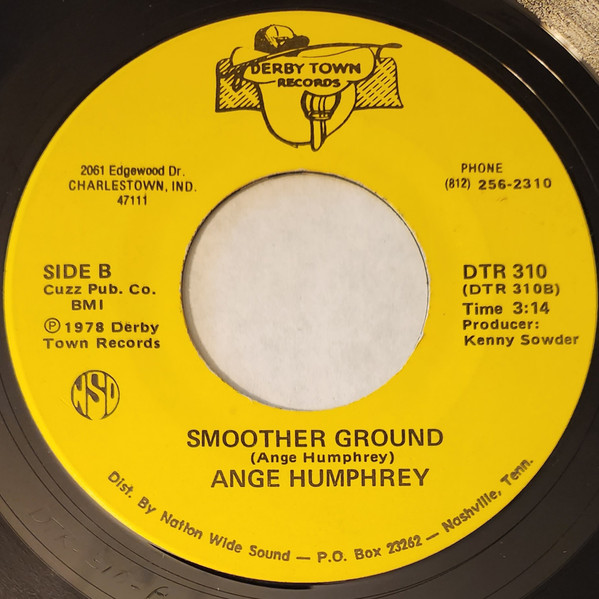 DERBY TOWN
RECORDS
2061 Edgewood Dr.
CHARLESTOWN, IND.
47111
PHONE
(812) 256-2310
SIDE B
Cuzz Pub. Co.
BMI
Ⓟ 1978 Derby
Town Records
DTR 310
(DTR 310B)
Time 3:14
Producer:
Kenny Sowder
NSD
SMOOTHER GROUND
(Ange Humphrey)
ANGE HUMPHREY
Dist. By Nation Wide Sound — P.O. Box 23262 — Nashville, Tenn.